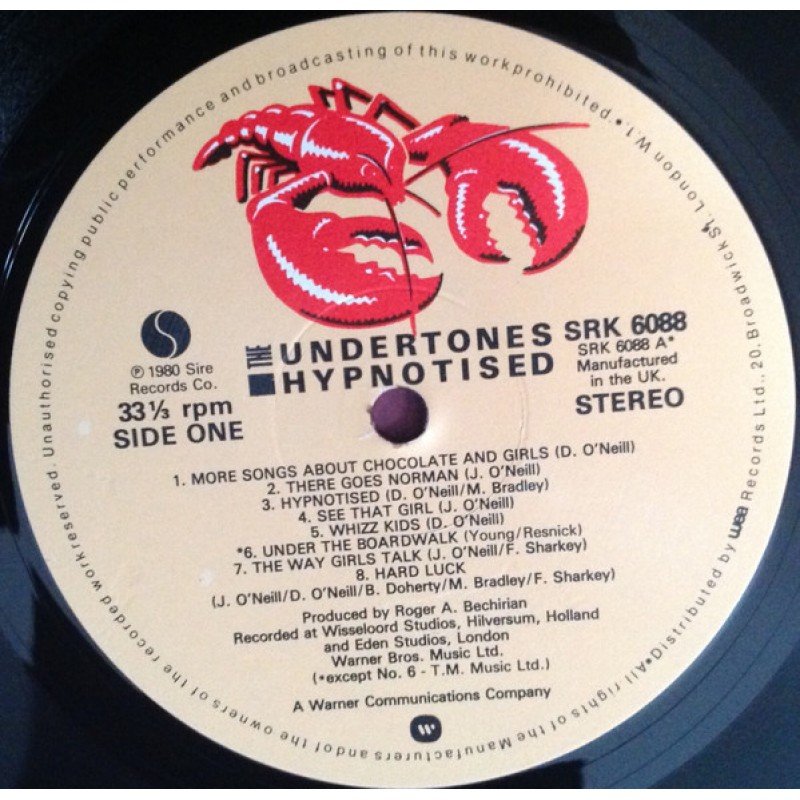 All rights of the Manufacturers and of the owners of the recorded work reserved. Unauthorised copying public performance and broadcasting of this work prohibited. • Distributed by wea Records Ltd., 20, Broadwick St. London W.1. •
S
℗ 1980 Sire
Records Co.
33⅓ rpm
SIDE ONE
THE
UNDERTONES
HYPNOTISED
SRK 6088
SRK 6088 A*
Manufactured
in the UK.
STEREO
1. MORE SONGS ABOUT CHOCOLATE AND GIRLS (D. O'Neill)
2. THERE GOES NORMAN (J. O'Neill)
3. HYPNOTISED (D. O'Neill/M. Bradley)
4. SEE THAT GIRL (J. O'Neill)
5. WHIZZ KIDS (D. O'Neill)
*6. UNDER THE BOARDWALK (Young/Resnick)
7. THE WAY GIRLS TALK (J. O'Neill/F. Sharkey)
8. HARD LUCK
(J. O'Neill/D. O'Neill/B. Doherty/M. Bradley/F. Sharkey)
Produced by Roger A. Bechirian
Recorded at Wisseloord Studios, Hilversum, Holland
and Eden Studios, London
Warner Bros. Music Ltd.
(*except No. 6 - T.M. Music Ltd.)
A Warner Communications Company